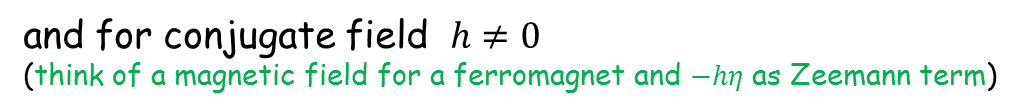 and for conjugate field h ≠ 0
(think of a magnetic field for a ferromagnet and −hη as Zeemann term)